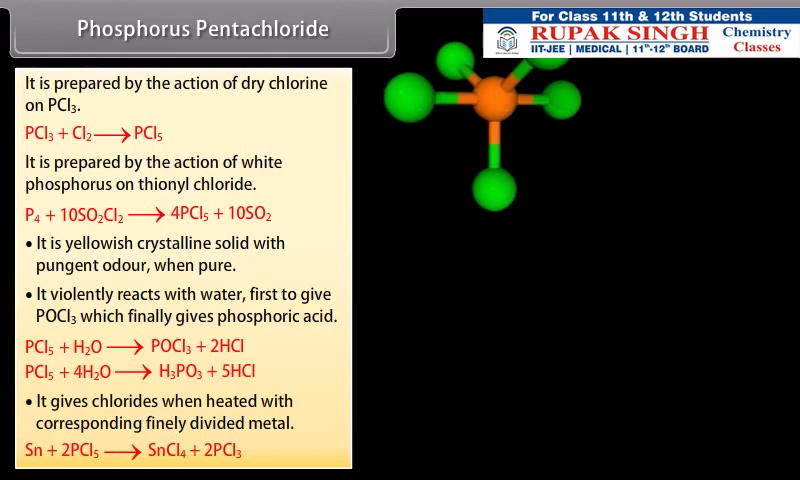 Phosphorus Pentachloride
For Class 11th & 12th Students
RUPAK SINGH
IIT-JEE | MEDICAL | 11ᵗʰ-12ᵗʰ BOARD
Chemistry
Classes
It is prepared by the action of dry chlorine
on PCl₃.
PCl₃ + Cl₂ ⟶ PCl₅
It is prepared by the action of white
phosphorus on thionyl chloride.
P₄ + 10SO₂Cl₂ ⟶ 4PCl₅ + 10SO₂
• It is yellowish crystalline solid with
pungent odour, when pure.
• It violently reacts with water, first to give
POCl₃ which finally gives phosphoric acid.
PCl₅ + H₂O ⟶ POCl₃ + 2HCl
PCl₅ + 4H₂O ⟶ H₃PO₃ + 5HCl
• It gives chlorides when heated with
corresponding finely divided metal.
Sn + 2PCl₅ ⟶ SnCl₄ + 2PCl₃